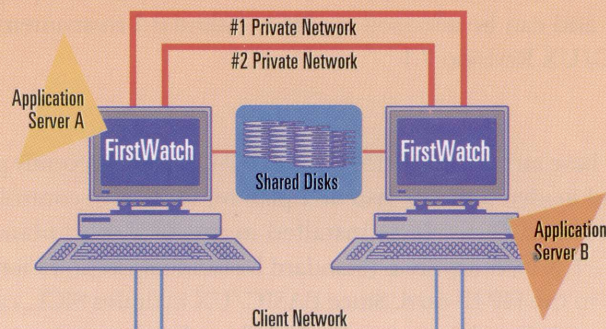 #1 Private Network
#2 Private Network
Application
Server A
FirstWatch
Shared Disks
FirstWatch
Application
Server B
Client Network